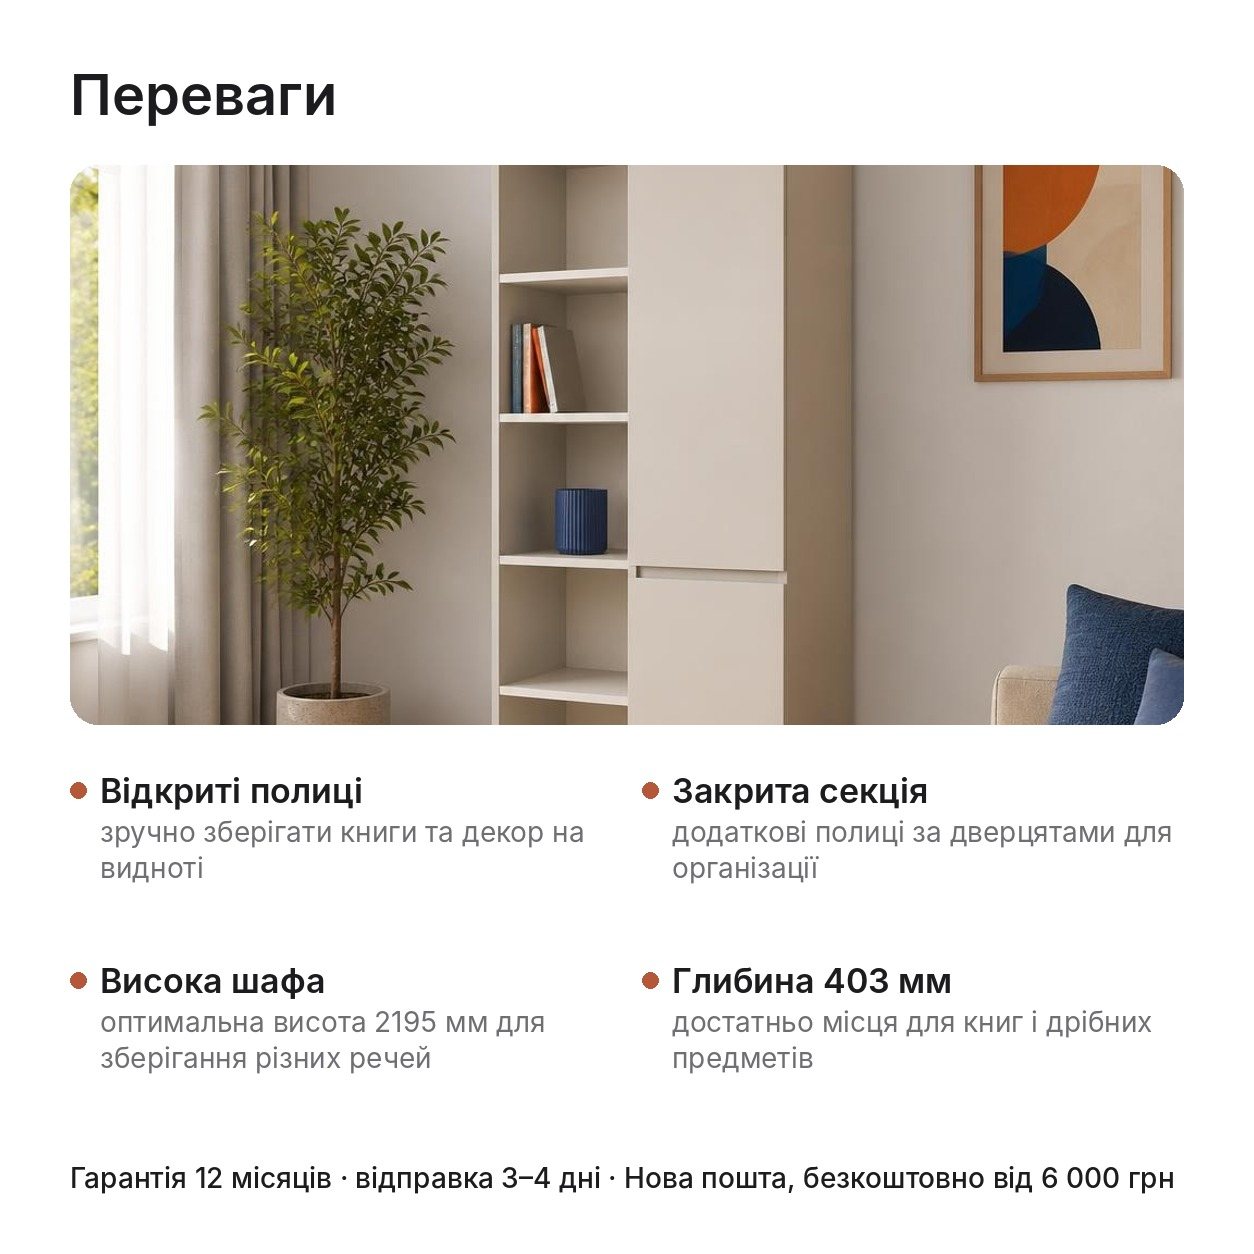 Переваги
Відкриті полиці
зручно зберігати книги та декор на
видноті
Закрита секція
додаткові полиці за дверцятами для
організації
Висока шафа
оптимальна висота 2195 мм для
зберігання різних речей
Глибина 403 мм
достатньо місця для книг і дрібних
предметів
Гарантія 12 місяців · відправка 3–4 дні · Нова пошта, безкоштовно від 6 000 грн